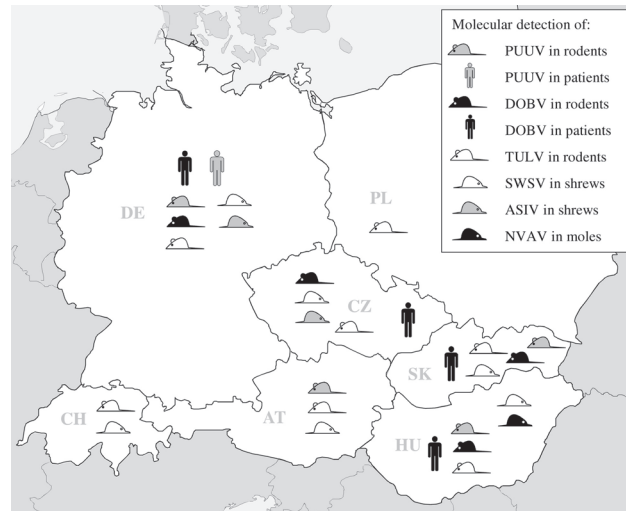 Molecular detection of:
PUUV in rodents
PUUV in patients
DOBV in rodents
DOBV in patients
TULV in rodents
SWSV in shrews
ASIV in shrews
NVAV in moles
DE
PL
CZ
SK
CH
AT
HU